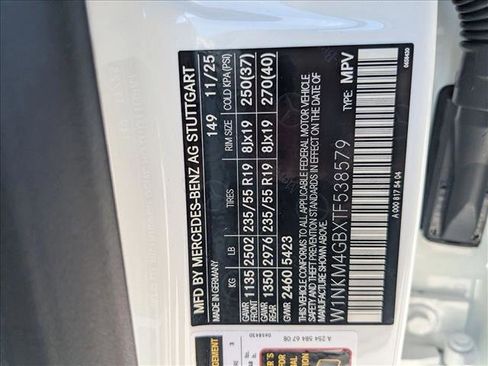 MFD BY MERCEDES-BENZ AG STUTTGART
MADE IN GERMANY 149 11/25
KG LB TIRES RIM SIZE COLD KPA (PSI)
GAWR FRONT 1135 2502 235/55 R19 8Jx19 250(37)
GAWR REAR 1350 2976 235/55 R19 8Jx19 270(40)
GVWR 2460 5423
THIS VEHICLE CONFORMS TO ALL APPLICABLE FEDERAL MOTOR VEHICLE
SAFETY, BUMPER, AND THEFT PREVENTION STANDARDS IN EFFECT ON THE
DATE OF MANUFACTURE SHOWN ABOVE.
W1NKM4GBXTF538579 TYPE: MPV
A 000 817 54 04
A 254 584 67 08